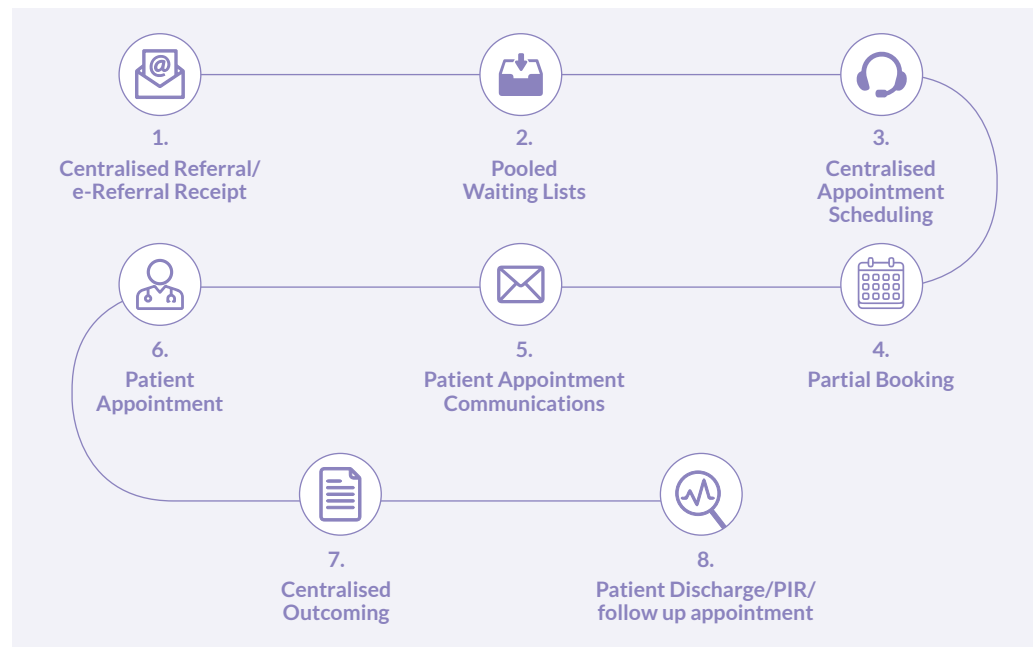 @
1.
Centralised Referral/
e-Referral Receipt
2.
Pooled
Waiting Lists
3.
Centralised
Appointment
Scheduling
4.
Partial Booking
5.
Patient Appointment
Communications
6.
Patient
Appointment
7.
Centralised
Outcoming
8.
Patient Discharge/PIR/
follow up appointment